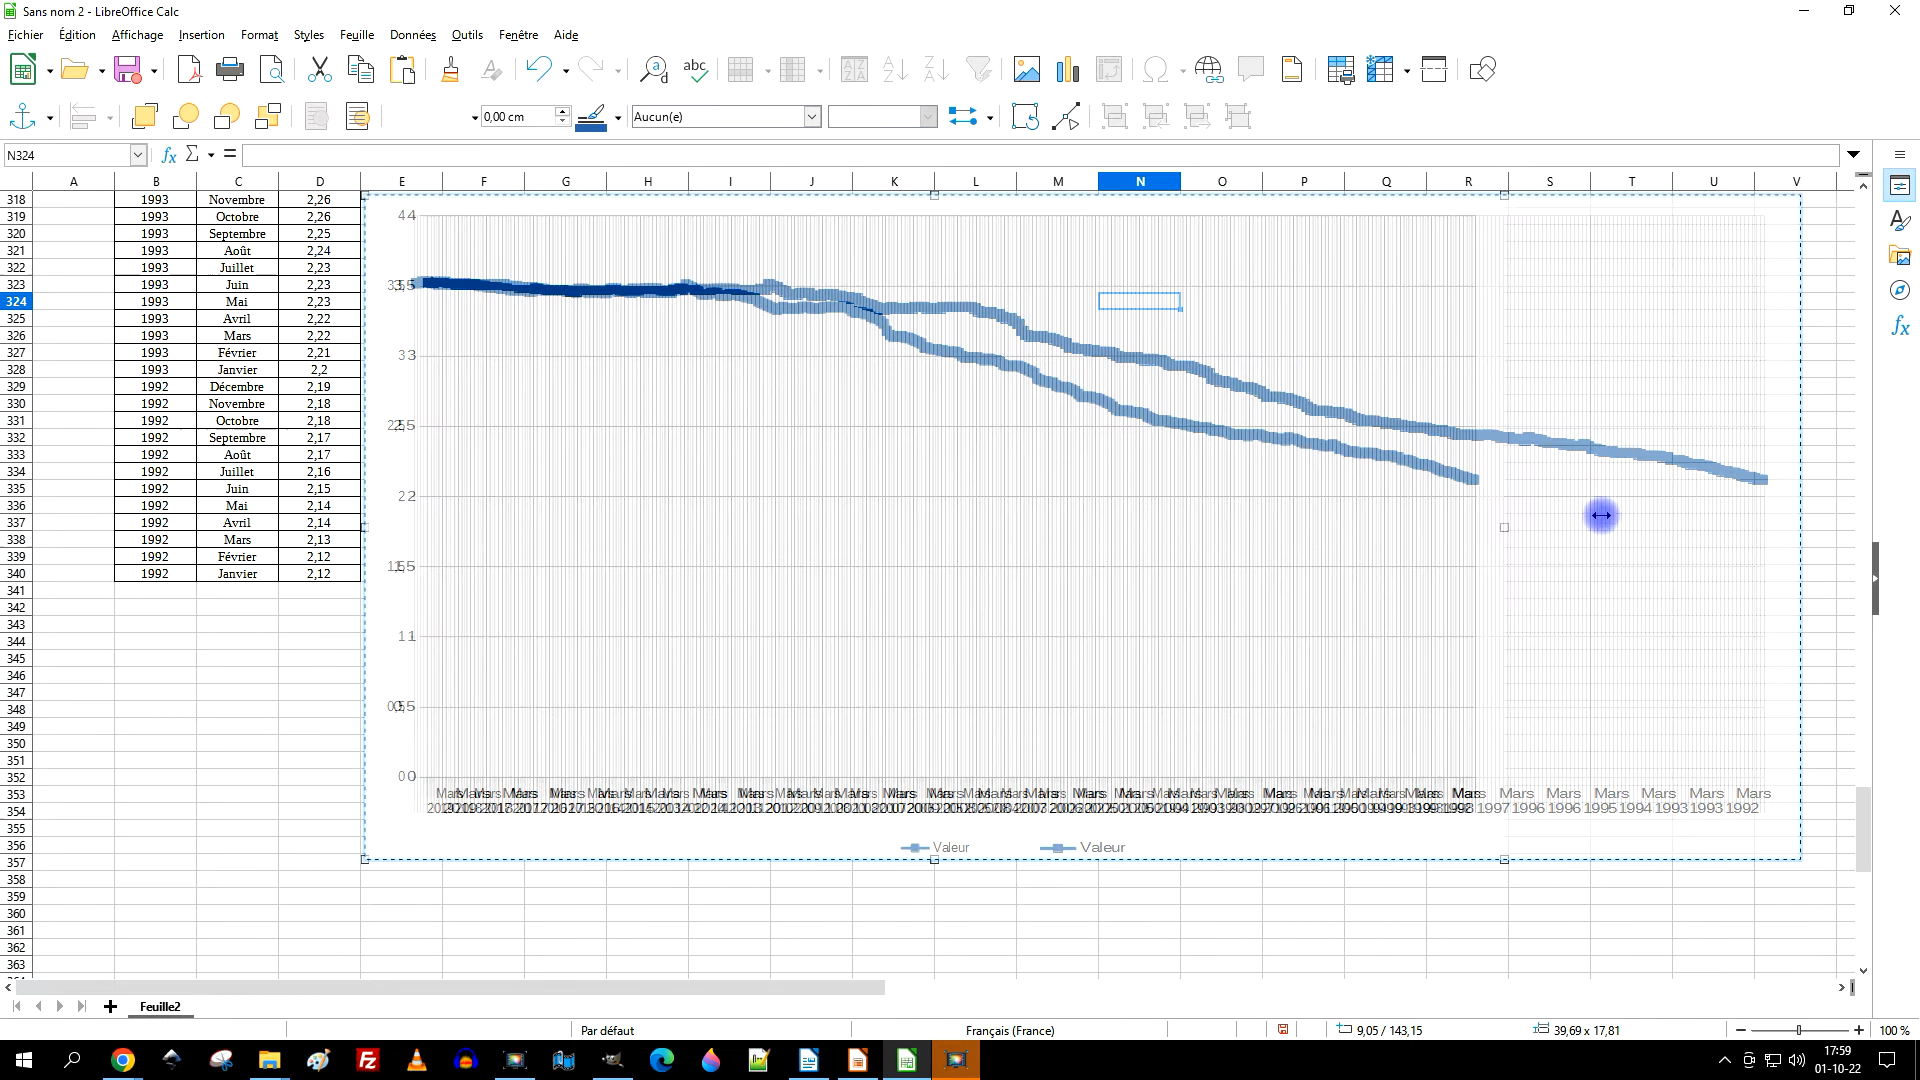 Sans nom 2 - LibreOffice Calc
Fichier Édition Affichage Insertion Format Styles Feuille Données Outils Fenêtre Aide
0,00 cm Aucun(e)
N324
A B C D E F G H I J K L M N O P Q R S T U V
318 1993 Novembre 2,26
319 1993 Octobre 2,26
320 1993 Septembre 2,25
321 1993 Août 2,24
322 1993 Juillet 2,23
323 1993 Juin 2,23
324 1993 Mai 2,23
325 1993 Avril 2,22
326 1993 Mars 2,22
327 1993 Février 2,21
328 1993 Janvier 2,2
329 1992 Décembre 2,19
330 1992 Novembre 2,18
331 1992 Octobre 2,18
332 1992 Septembre 2,17
333 1992 Août 2,17
334 1992 Juillet 2,16
335 1992 Juin 2,15
336 1992 Mai 2,14
337 1992 Avril 2,14
338 1992 Mars 2,13
339 1992 Février 2,12
340 1992 Janvier 2,12
341
342
343
344
345
346
347
348
349
350
351
352
353
354
355
356
357
358
359
360
361
362
363
Mars Mars Mars Mars Mars Mars Mars
1997 1996 1996 1995 1994 1993 1993 1992
Valeur Valeur
Feuille2
Par défaut Français (France) 9,05 / 143,15 39,69 x 17,81 100 %
17:59
01-10-22